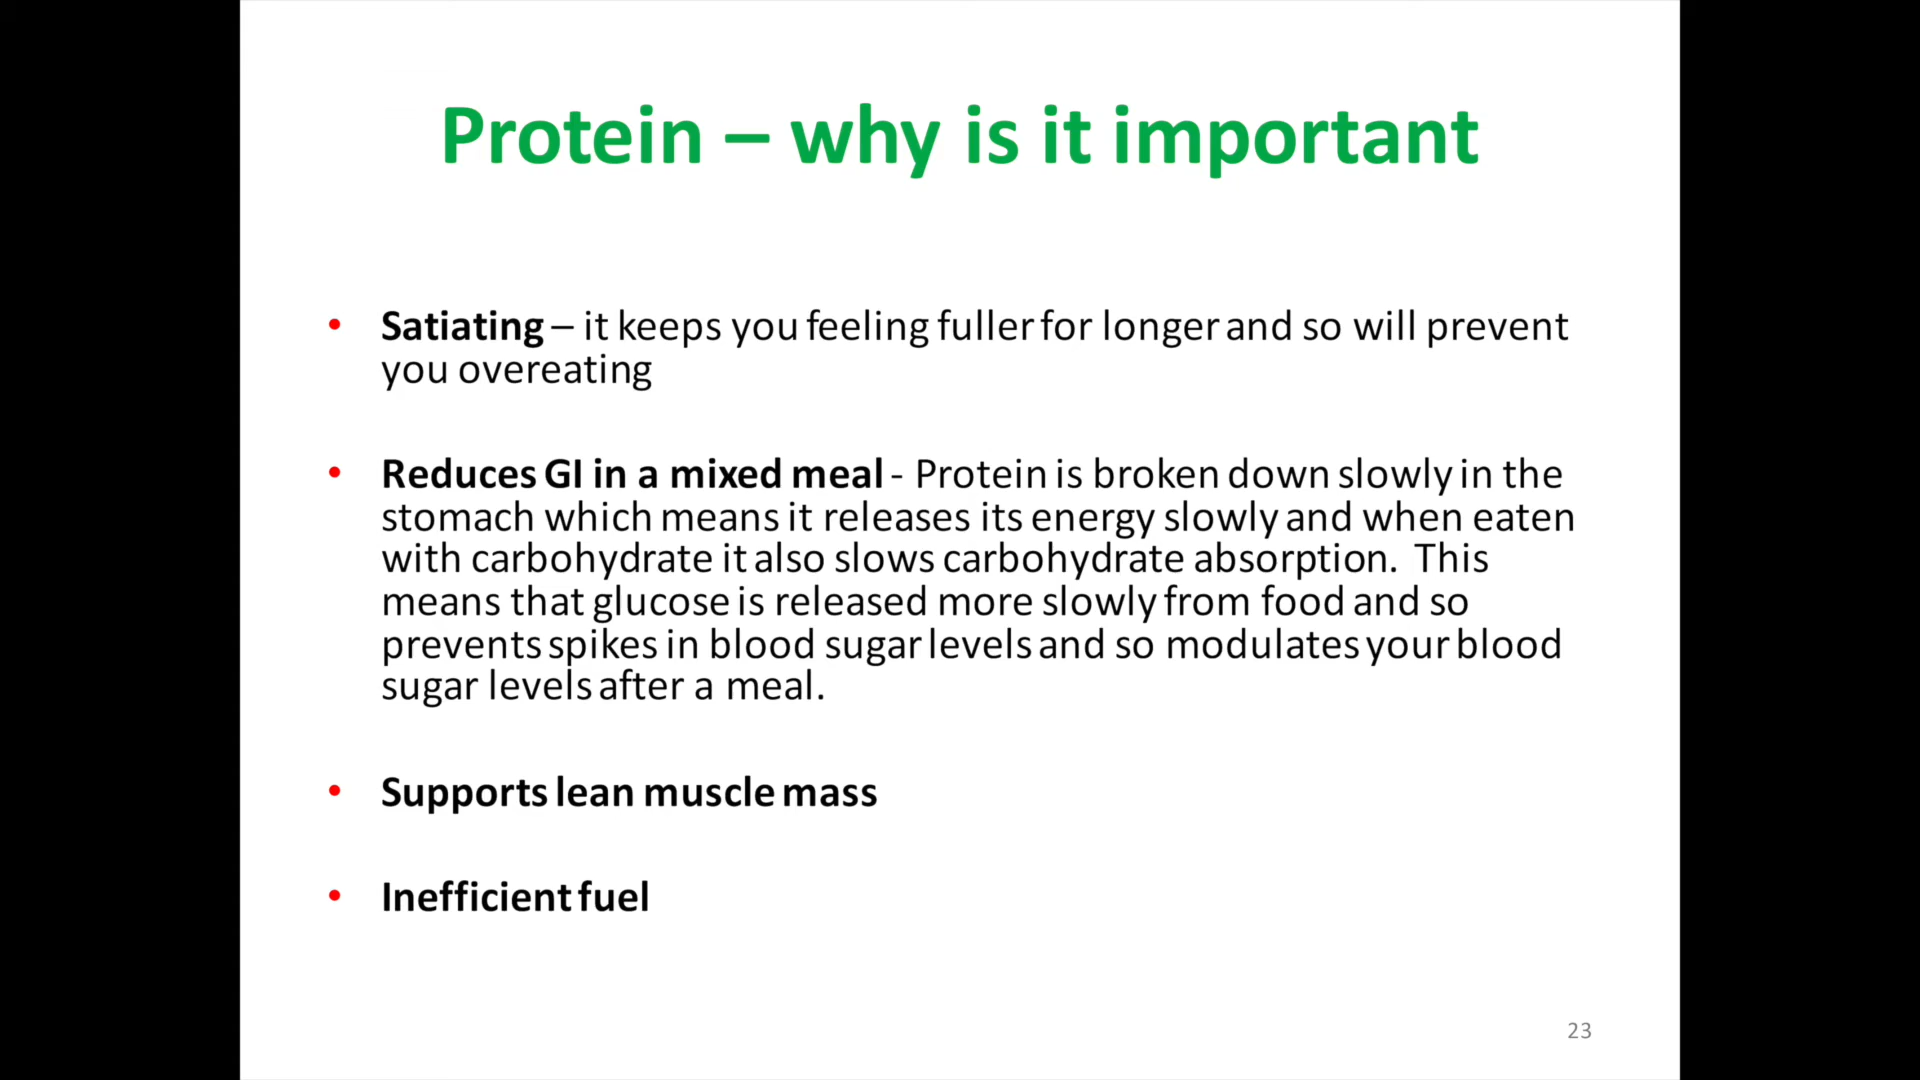 Protein – why is it important
• Satiating – it keeps you feeling fuller for longer and so will prevent
you overeating
• Reduces GI in a mixed meal - Protein is broken down slowly in the
stomach which means it releases its energy slowly and when eaten
with carbohydrate it also slows carbohydrate absorption. This
means that glucose is released more slowly from food and so
prevents spikes in blood sugar levels and so modulates your blood
sugar levels after a meal.
• Supports lean muscle mass
• Inefficient fuel
23